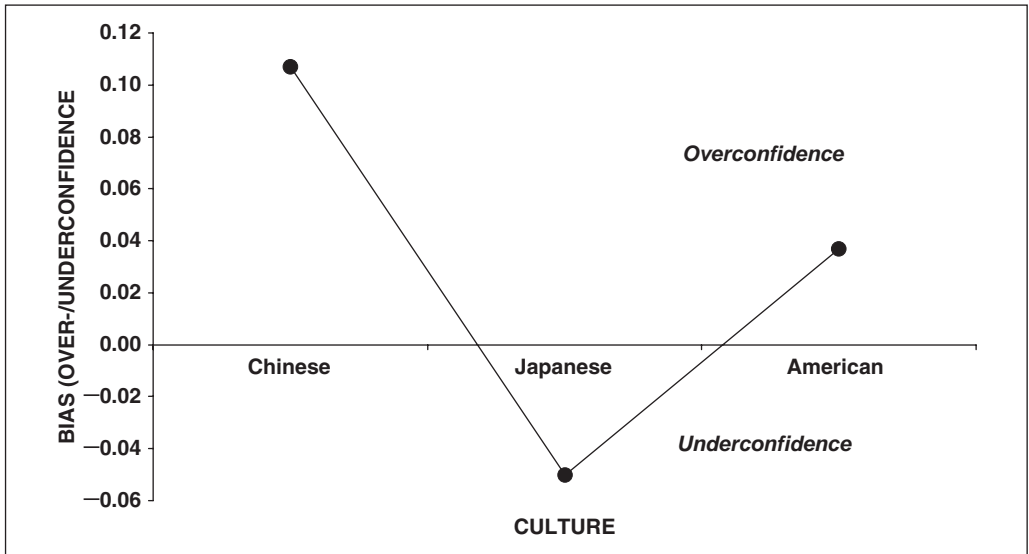 0.12
0.10
0.08
0.06
0.04
0.02
0.00
−0.02
−0.04
−0.06
BIAS (OVER-/UNDERCONFIDENCE
Overconfidence
Chinese
Japanese
American
Underconfidence
CULTURE